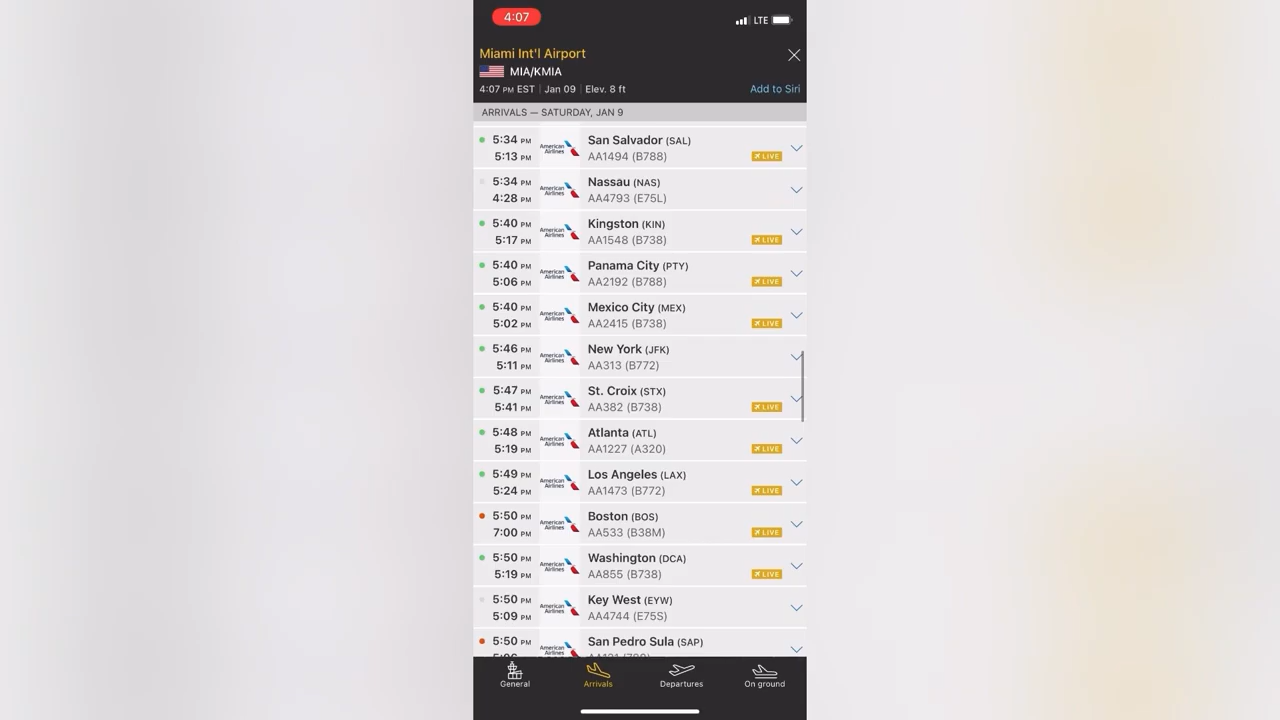 4:07
LTE
Miami Int'l Airport
MIA/KMIA
4:07 PM EST | Jan 09 | Elev. 8 ft
Add to Siri
ARRIVALS — SATURDAY, JAN 9
5:34 PM American Airlines San Salvador (SAL)
5:13 PM AA1494 (B788) LIVE
5:34 PM American Airlines Nassau (NAS)
4:28 PM AA4793 (E75L)
5:40 PM American Airlines Kingston (KIN)
5:17 PM AA1548 (B738) LIVE
5:40 PM American Airlines Panama City (PTY)
5:06 PM AA2192 (B788) LIVE
5:40 PM American Airlines Mexico City (MEX)
5:02 PM AA2415 (B738) LIVE
5:46 PM American Airlines New York (JFK)
5:11 PM AA313 (B772)
5:47 PM American Airlines St. Croix (STX)
5:41 PM AA382 (B738) LIVE
5:48 PM American Airlines Atlanta (ATL)
5:19 PM AA1227 (A320) LIVE
5:49 PM American Airlines Los Angeles (LAX)
5:24 PM AA1473 (B772) LIVE
5:50 PM American Airlines Boston (BOS)
7:00 PM AA533 (B38M) LIVE
5:50 PM American Airlines Washington (DCA)
5:19 PM AA855 (B738) LIVE
5:50 PM American Airlines Key West (EYW)
5:09 PM AA4744 (E75S)
5:50 PM American Airlines San Pedro Sula (SAP)
General Arrivals Departures On ground